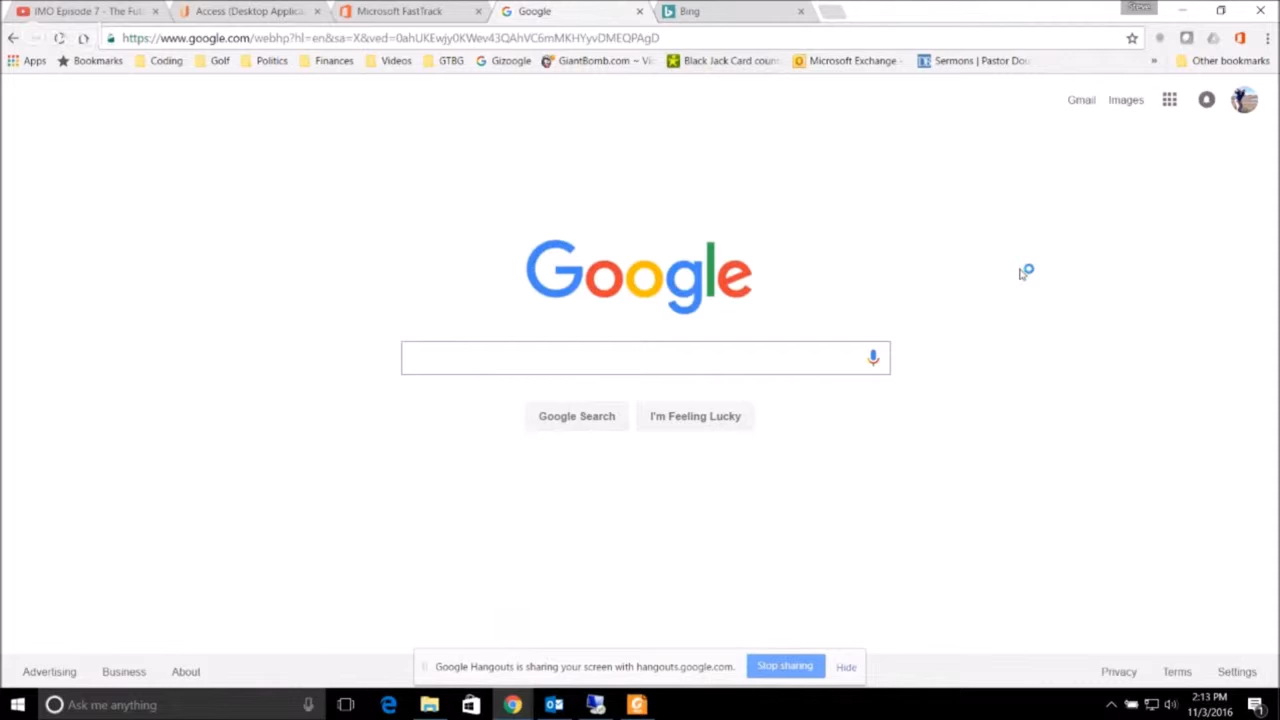 Steve
IMO Episode 7 - The Fut
Access (Desktop Applica
Microsoft FastTrack
Google
Bing
https://www.google.com/webhp?hl=en&sa=X&ved=0ahUKEwjy0KWev43QAhVC6mMKHYyvDMEQPAgD
Apps Bookmarks Coding Golf Politics Finances Videos GTBG Gizoogle GiantBomb.com ~ Vi Black Jack Card coun Microsoft Exchange - Sermons | Pastor Dou » Other bookmarks
Gmail Images
Google
Google Search I'm Feeling Lucky
Google Hangouts is sharing your screen with hangouts.google.com. Stop sharing Hide
Advertising Business About Privacy Terms Settings
Ask me anything
2:13 PM
11/3/2016
1